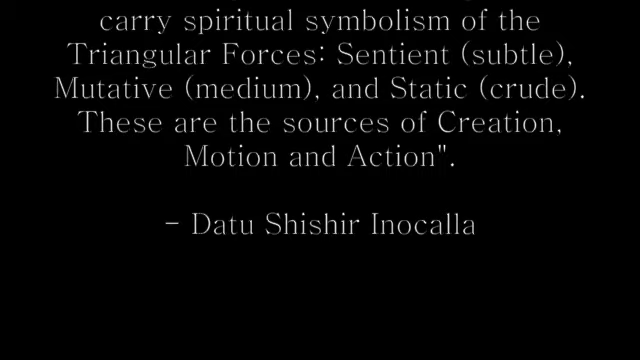 carry spiritual symbolism of the
Triangular Forces: Sentient (subtle),
Mutative (medium), and Static (crude).
These are the sources of Creation,
Motion and Action".
- Datu Shishir Inocalla